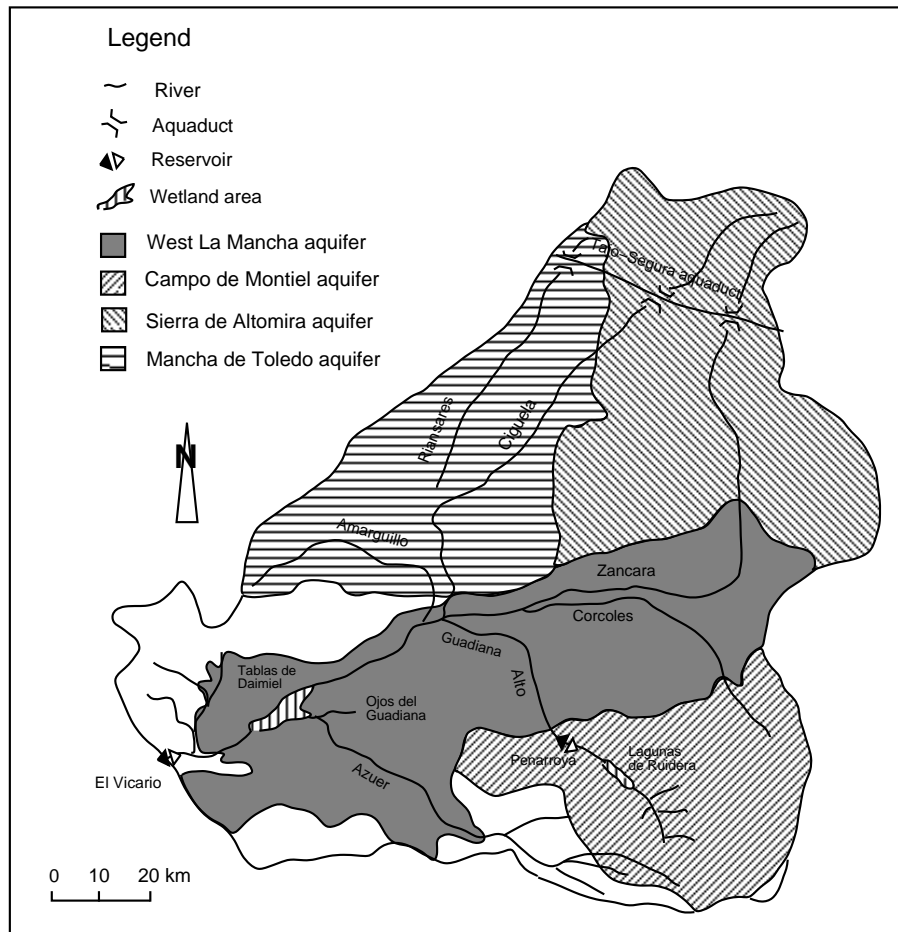 Legend
River
Aquaduct
Reservoir
Wetland area
West La Mancha aquifer
Campo de Montiel aquifer
Sierra de Altomira aquifer
Mancha de Toledo aquifer
N
Tajo-Segura aquaduct
Riansares
Ciguela
Amarguillo
Zancara
Corcoles
Guadiana
Alto
Tablas de
Daimiel
Ojos del
Guadiana
Azuer
Penarroya
Lagunas
de Ruidera
El Vicario
0 10 20 km